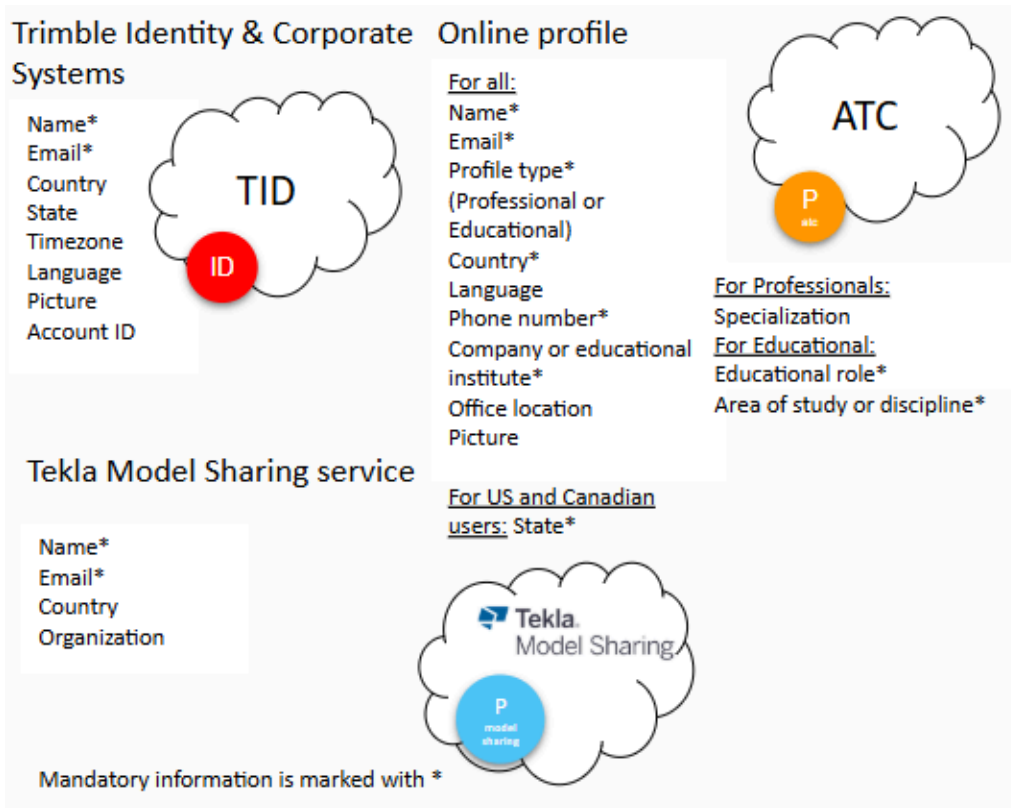 Trimble Identity & Corporate
Systems
Name*
Email*
Country
State
Timezone
Language
Picture
Account ID
TID
ID
Online profile
For all:
Name*
Email*
Profile type*
(Professional or
Educational)
Country*
Language
Phone number*
Company or educational
institute*
Office location
Picture
For US and Canadian
users: State*
ATC
P
atc
For Professionals:
Specialization
For Educational:
Educational role*
Area of study or discipline*
Tekla Model Sharing service
Name*
Email*
Country
Organization
Tekla.
Model Sharing
P
model
sharing
Mandatory information is marked with *